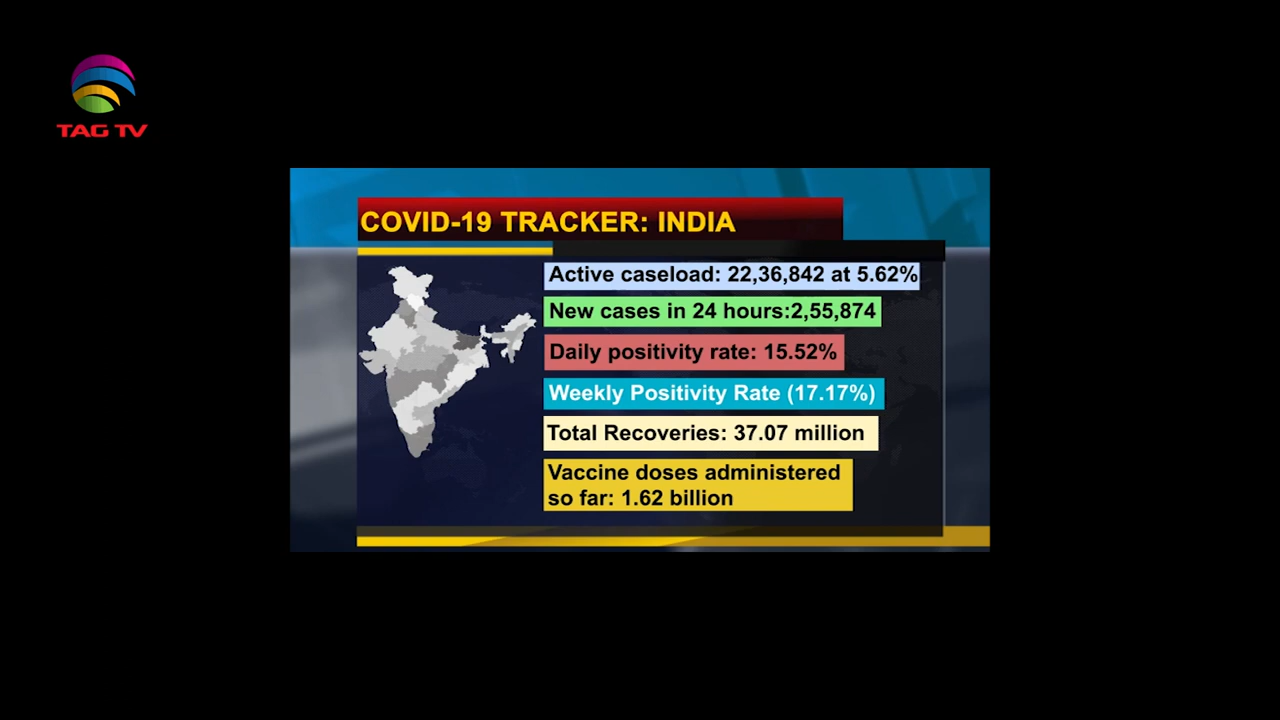 TAG TV
COVID-19 TRACKER: INDIA
Active caseload: 22,36,842 at 5.62%
New cases in 24 hours:2,55,874
Daily positivity rate: 15.52%
Weekly Positivity Rate (17.17%)
Total Recoveries: 37.07 million
Vaccine doses administered
so far: 1.62 billion